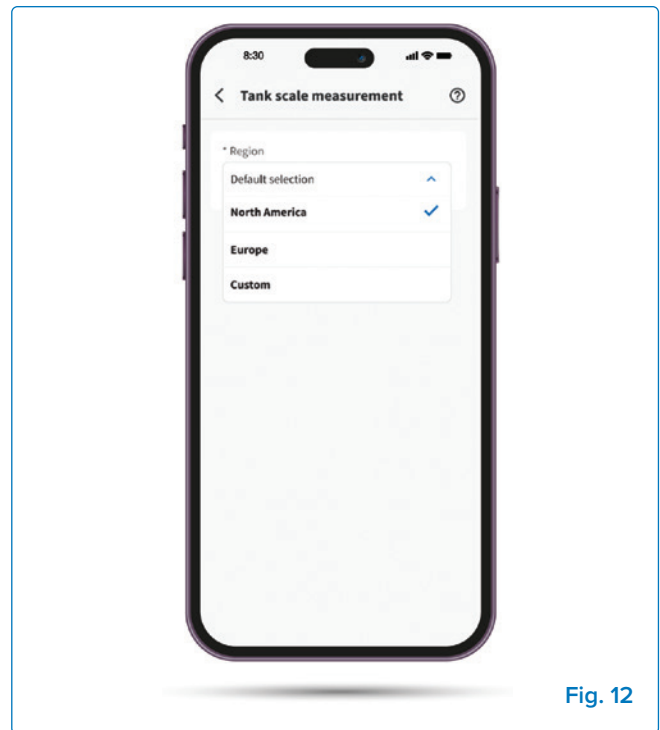 8:30
Tank scale measurement
* Region
Default selection
North America
Europe
Custom
Fig. 12